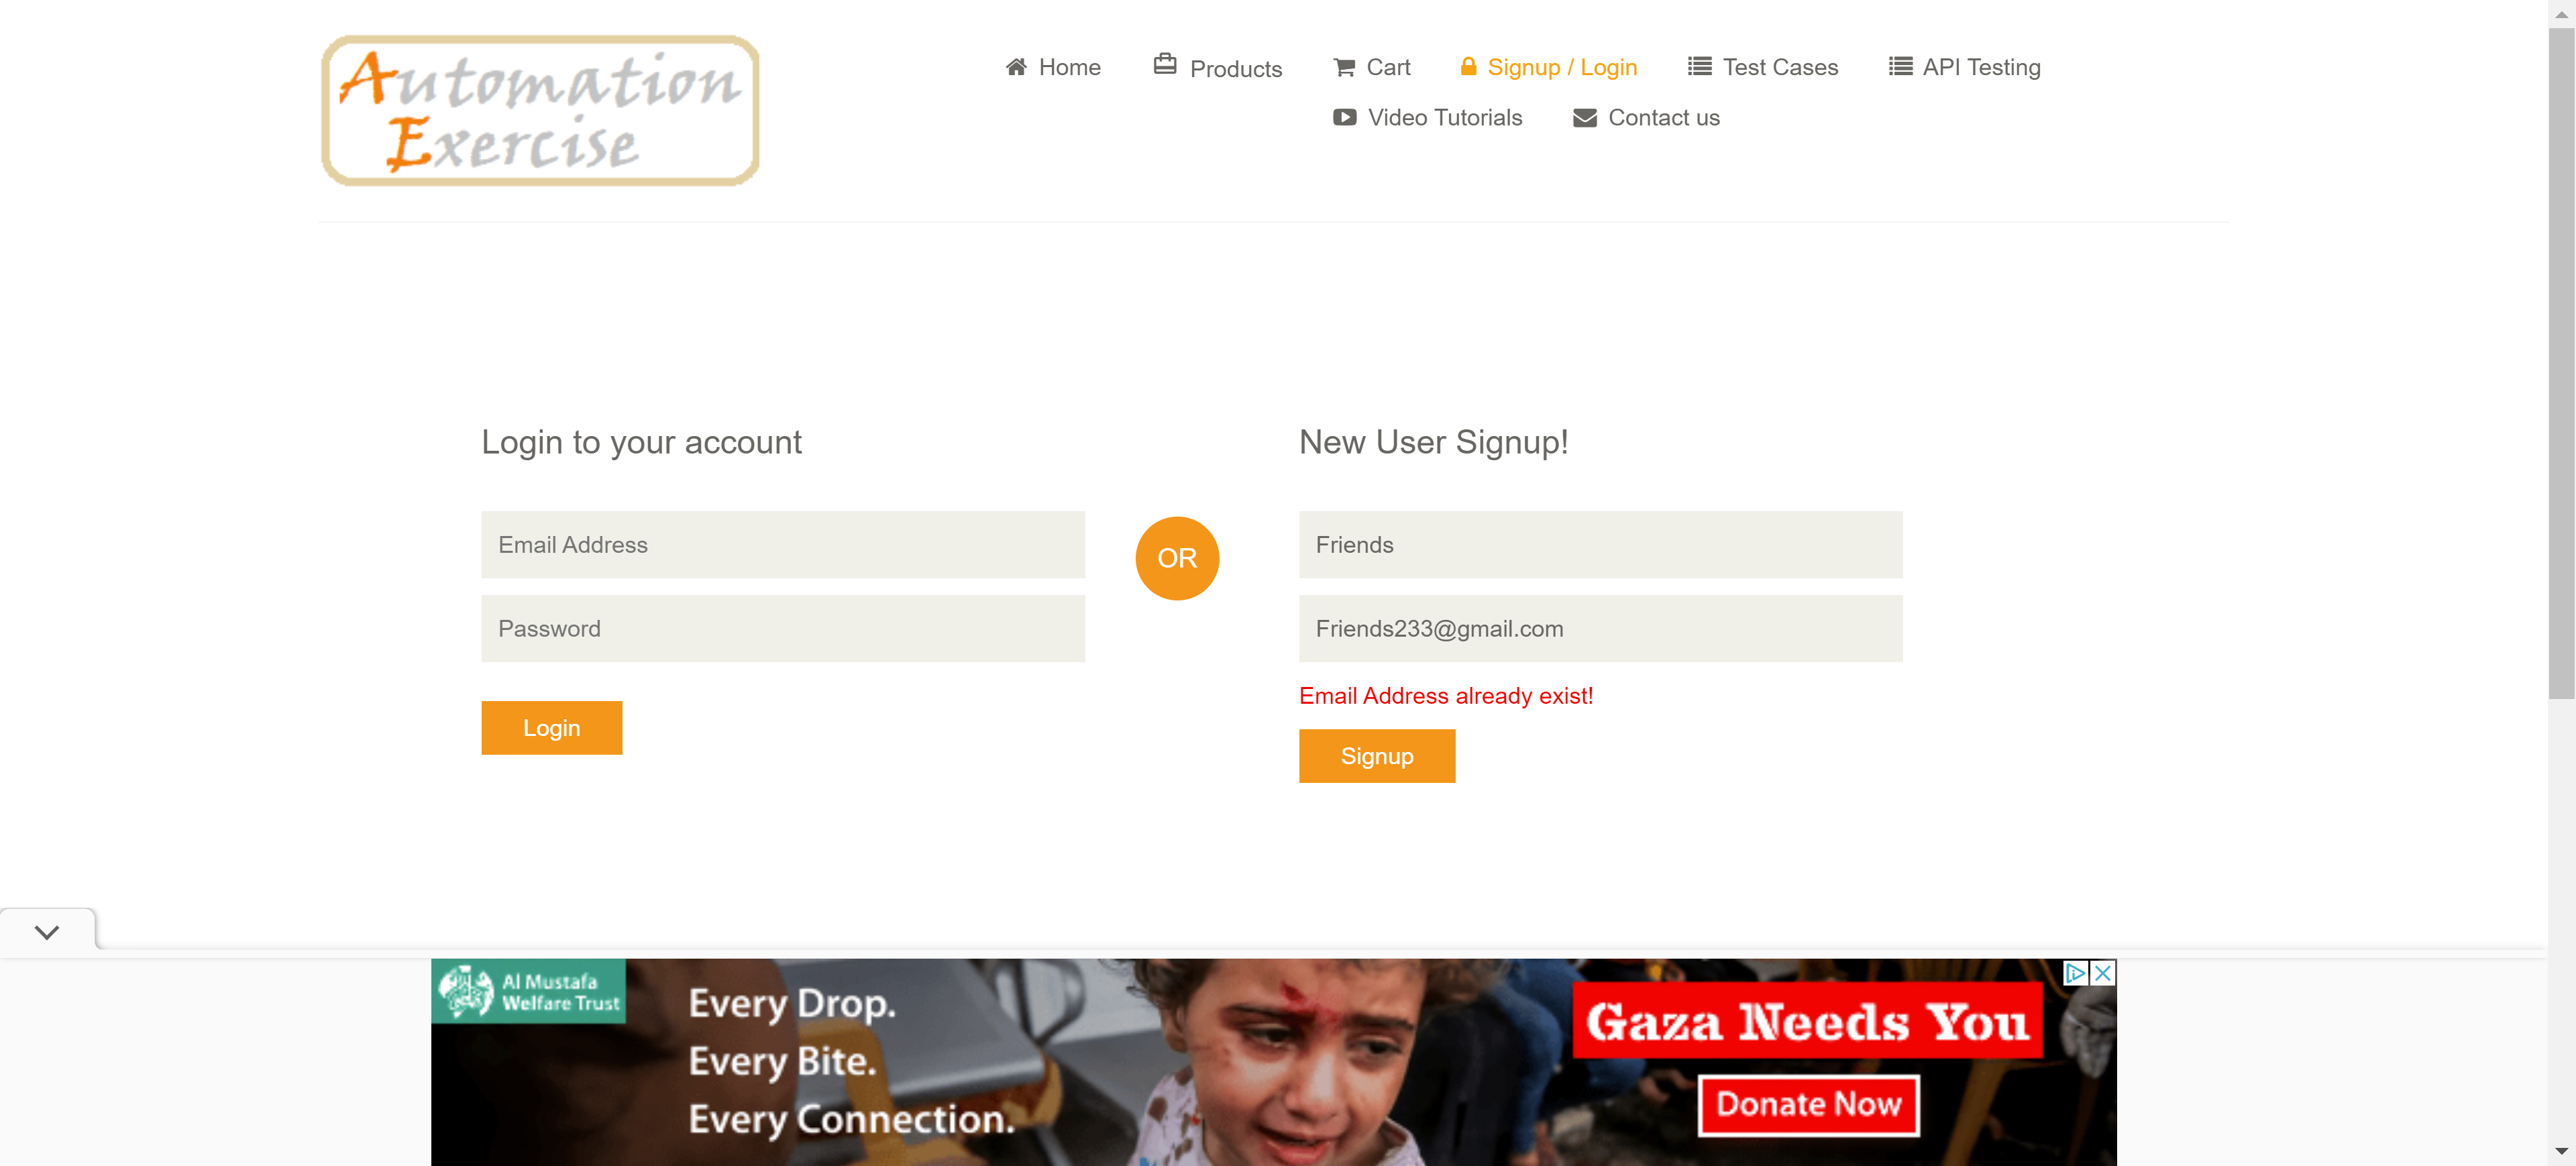 Automation
Exercise
Home
Products
Cart
Signup / Login
Test Cases
API Testing
Video Tutorials
Contact us
Login to your account
Email Address
Password
Login
OR
New User Signup!
Friends
Friends233@gmail.com
Email Address already exist!
Signup
Al Mustafa
Welfare Trust
Every Drop.
Every Bite.
Every Connection.
Gaza Needs You
Donate Now